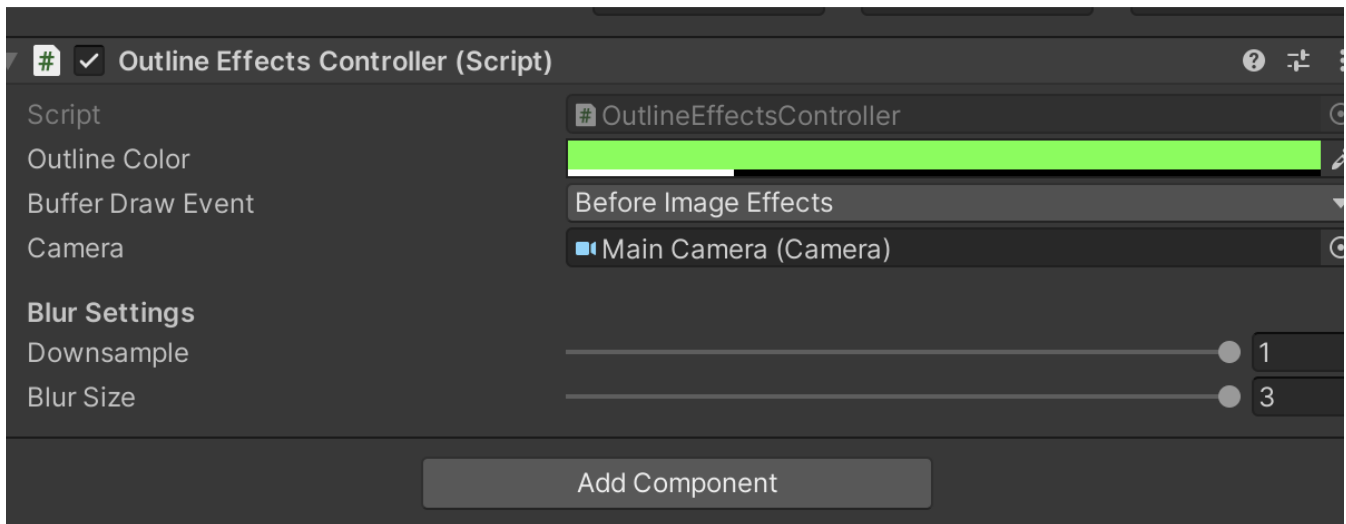 # Outline Effects Controller (Script)
Script # OutlineEffectsController
Outline Color
Buffer Draw Event Before Image Effects
Camera Main Camera (Camera)
Blur Settings
Downsample 1
Blur Size 3
Add Component